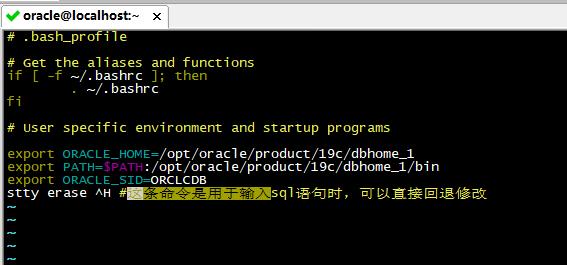 oracle@localhost:~ ×
# .bash_profile
# Get the aliases and functions
if [ -f ~/.bashrc ]; then
        . ~/.bashrc
fi
# User specific environment and startup programs
export ORACLE_HOME=/opt/oracle/product/19c/dbhome_1
export PATH=$PATH:/opt/oracle/product/19c/dbhome_1/bin
export ORACLE_SID=ORCLCDB
stty erase ^H #这条命令是用于输入sql语句时，可以直接回退修改
~
~
~
~